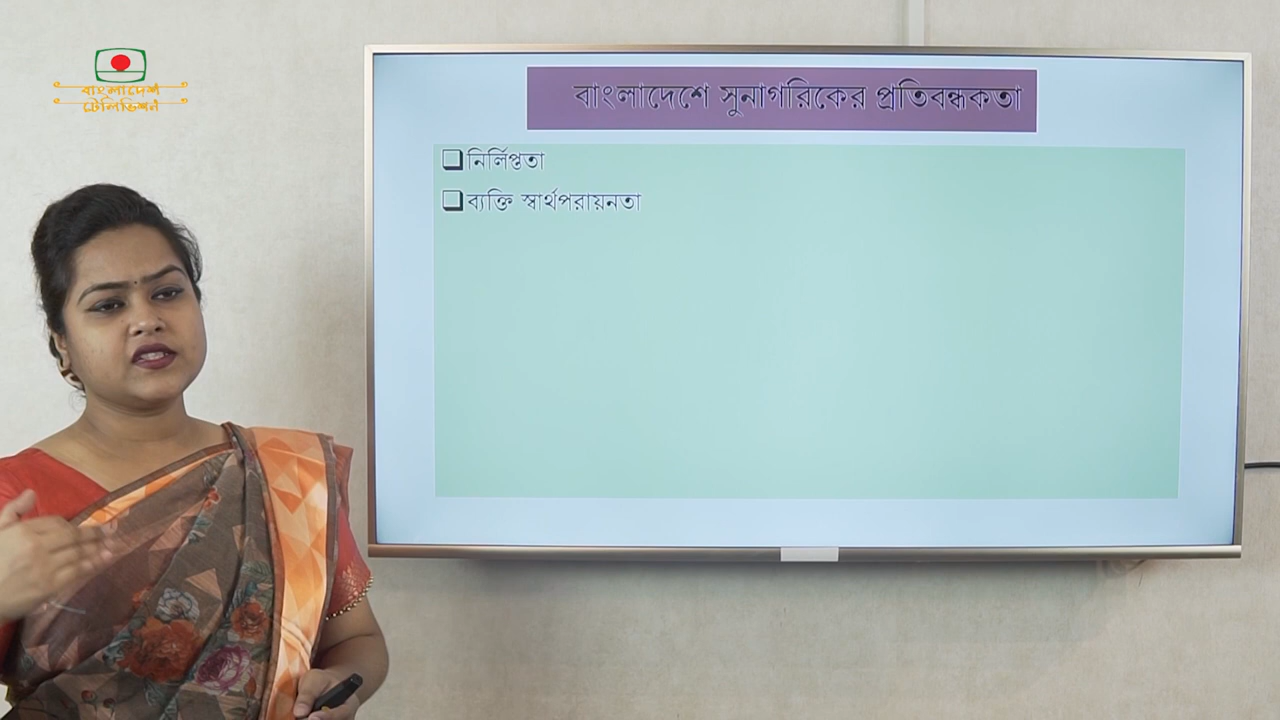 বাংলাদেশ
টেলিভিশন
বাংলাদেশে সুনাগরিকের প্রতিবন্ধকতা
নির্লিপ্ততা
ব্যক্তি স্বার্থপরায়নতা